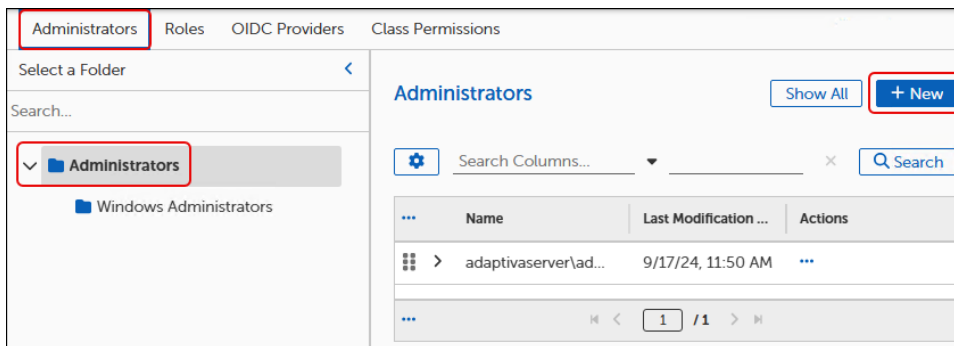 Administrators Roles OIDC Providers Class Permissions
Select a Folder
Search...
Administrators
Windows Administrators
Administrators Show All + New
Search Columns... Search
Name Last Modification ... Actions
adaptivaserver\ad... 9/17/24, 11:50 AM
1 / 1